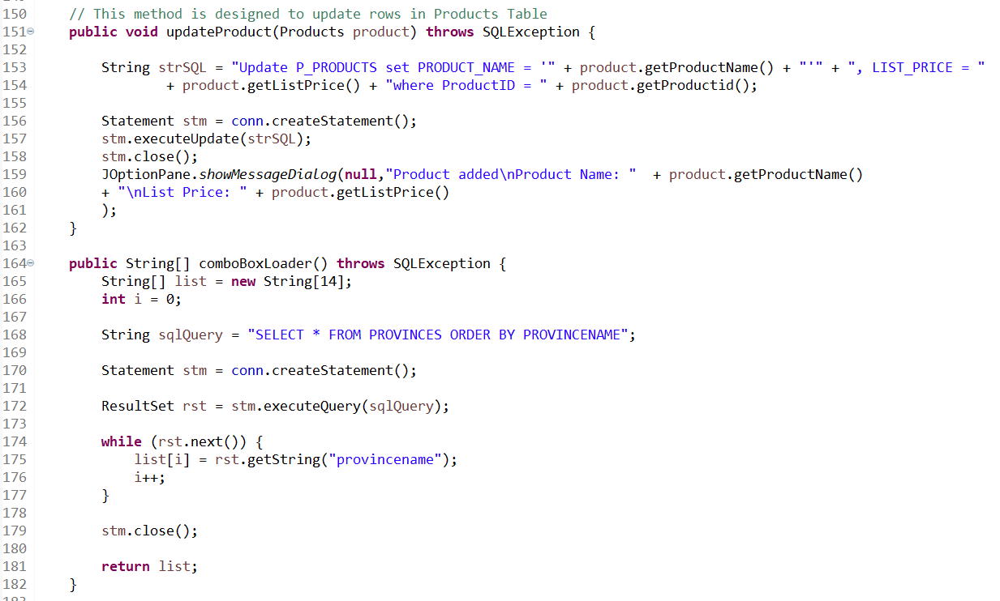 150 // This method is designed to update rows in Products Table
151 public void updateProduct(Products product) throws SQLException {
152
153 String strSQL = "Update P_PRODUCTS set PRODUCT_NAME = '" + product.getProductName() + "'" + ", LIST_PRICE = "
154 + product.getListPrice() + "where ProductID = " + product.getProductid();
155
156 Statement stm = conn.createStatement();
157 stm.executeUpdate(strSQL);
158 stm.close();
159 JOptionPane.showMessageDialog(null,"Product added\nProduct Name: "  + product.getProductName()
160 + "\nList Price: " + product.getListPrice()
161 );
162 }
163
164 public String[] comboBoxLoader() throws SQLException {
165 String[] list = new String[14];
166 int i = 0;
167
168 String sqlQuery = "SELECT * FROM PROVINCES ORDER BY PROVINCENAME";
169
170 Statement stm = conn.createStatement();
171
172 ResultSet rst = stm.executeQuery(sqlQuery);
173
174 while (rst.next()) {
175 list[i] = rst.getString("provincename");
176 i++;
177 }
178
179 stm.close();
180
181 return list;
182 }